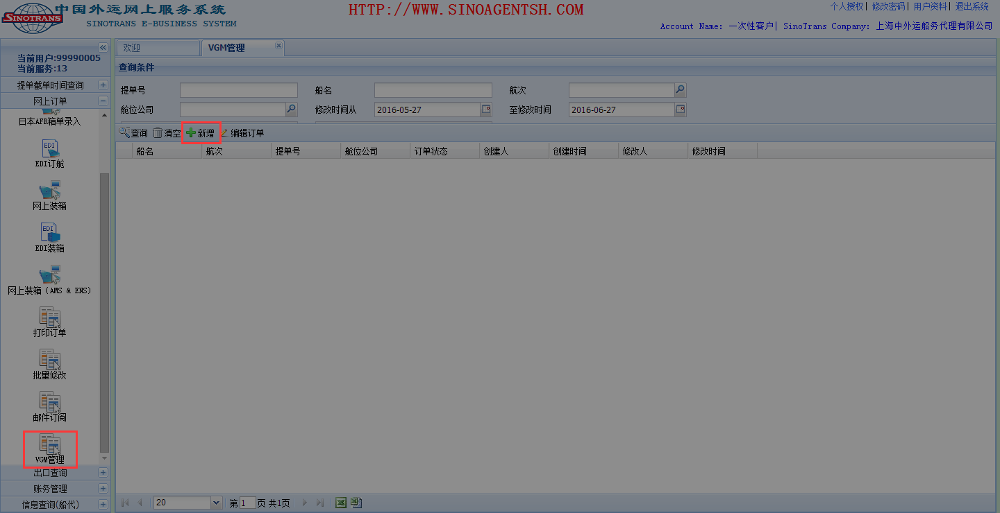 SINOTRANS
中国外运网上服务系统
SINOTRANS E-BUSINESS SYSTEM
HTTP://WWW.SINOAGENTSH.COM
个人授权| 修改密码| 用户资料| 退出系统
Account Name: 一次性客户| SinoTrans Company: 上海中外运船务代理有限公司
当前用户:99990005
当前服务:13
提单截单时间查询
网上订单
日本AFR箱单录入
EDI
EDI订舱
网上装箱
EDI
EDI装箱
网上装箱(AMS & ENS)
打印订单
批量修改
邮件订阅
VGM管理
出口查询
账务管理
信息查询(船代)
欢迎
VGM管理
查询条件
提单号
船名
航次
舱位公司
修改时间从
2016-05-27
至修改时间
2016-06-27
查询 清空 新增 编辑订单
船名 航次 提单号 舱位公司 订单状态 创建人 创建时间 修改人 修改时间
20
第 1 页 共1页